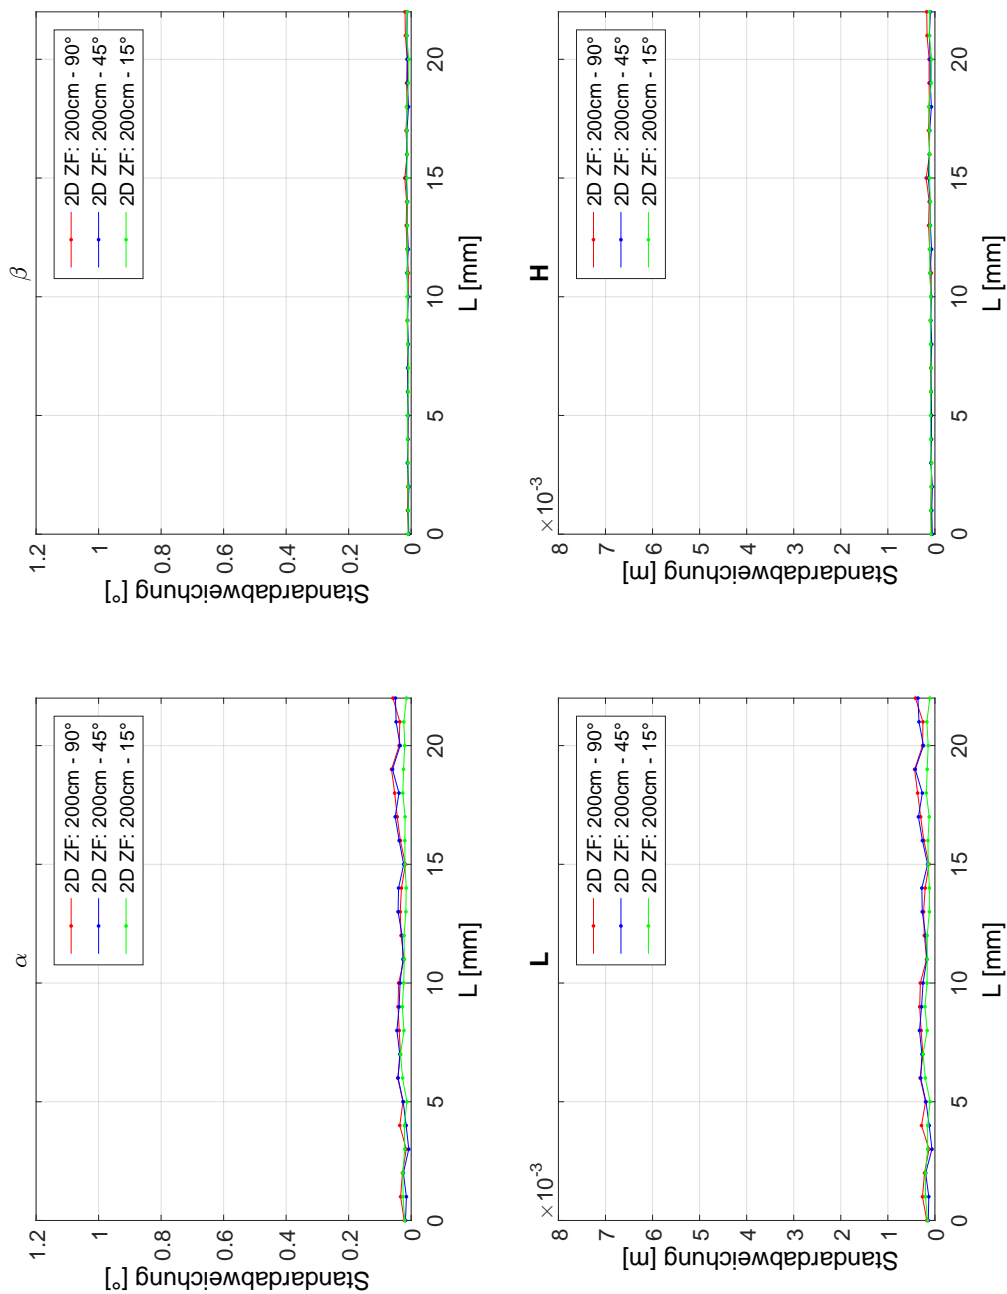 α
1.2
1
0.8
0.6
0.4
0.2
0
Standardabweichung [°]
2D ZF: 200cm - 90°
2D ZF: 200cm - 45°
2D ZF: 200cm - 15°
0 5 10 15 20
L [mm]
β
1.2
1
0.8
0.6
0.4
0.2
0
Standardabweichung [°]
2D ZF: 200cm - 90°
2D ZF: 200cm - 45°
2D ZF: 200cm - 15°
0 5 10 15 20
L [mm]
L
×10⁻³
8
7
6
5
4
3
2
1
0
Standardabweichung [m]
2D ZF: 200cm - 90°
2D ZF: 200cm - 45°
2D ZF: 200cm - 15°
0 5 10 15 20
L [mm]
H
×10⁻³
8
7
6
5
4
3
2
1
0
Standardabweichung [m]
2D ZF: 200cm - 90°
2D ZF: 200cm - 45°
2D ZF: 200cm - 15°
0 5 10 15 20
L [mm]